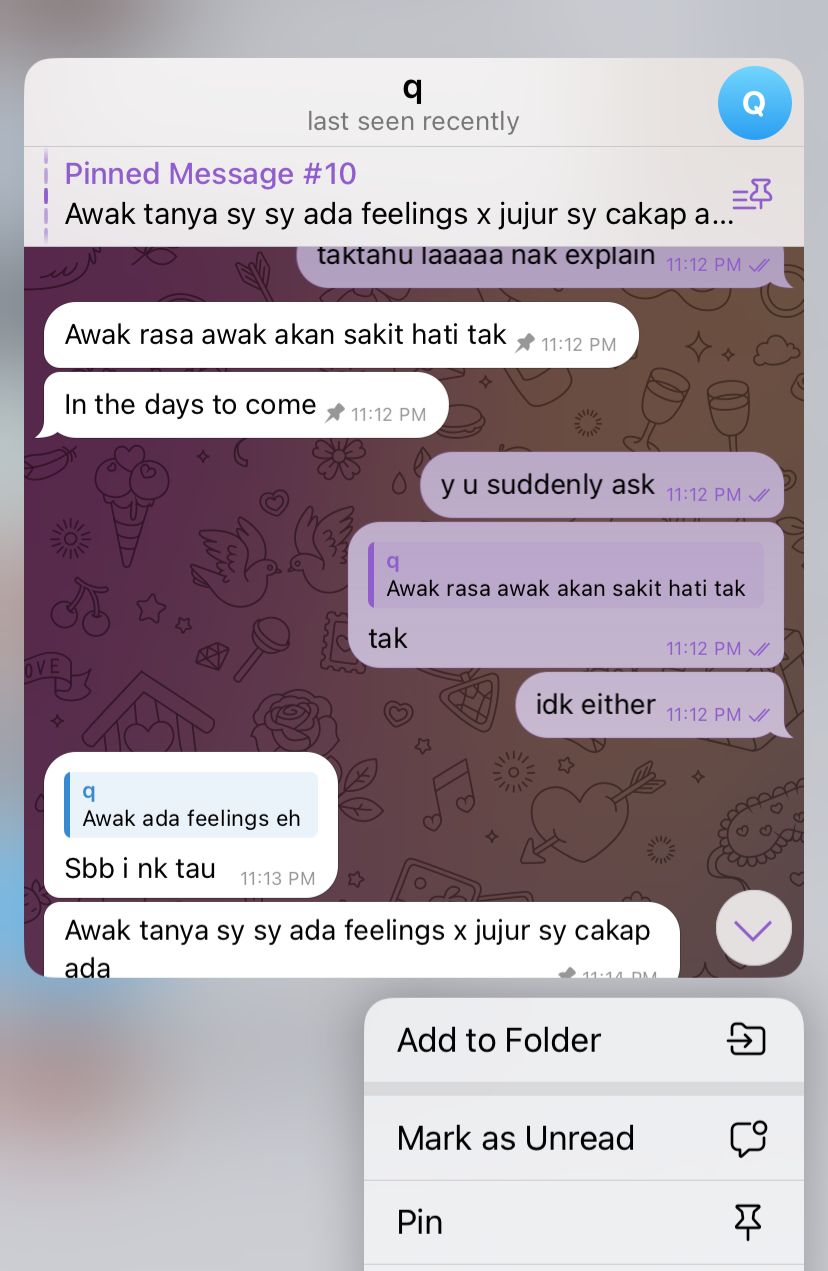 q
Q
last seen recently
Pinned Message #10
Awak tanya sy sy ada feelings x jujur sy cakap a...
taktahu laaaaa nak explain 11:12 PM
Awak rasa awak akan sakit hati tak 11:12 PM
In the days to come 11:12 PM
y u suddenly ask 11:12 PM
q
Awak rasa awak akan sakit hati tak
tak 11:12 PM
idk either 11:12 PM
q
Awak ada feelings eh
Sbb i nk tau 11:13 PM
Awak tanya sy sy ada feelings x jujur sy cakap
ada 11:14 PM
Add to Folder
Mark as Unread
Pin